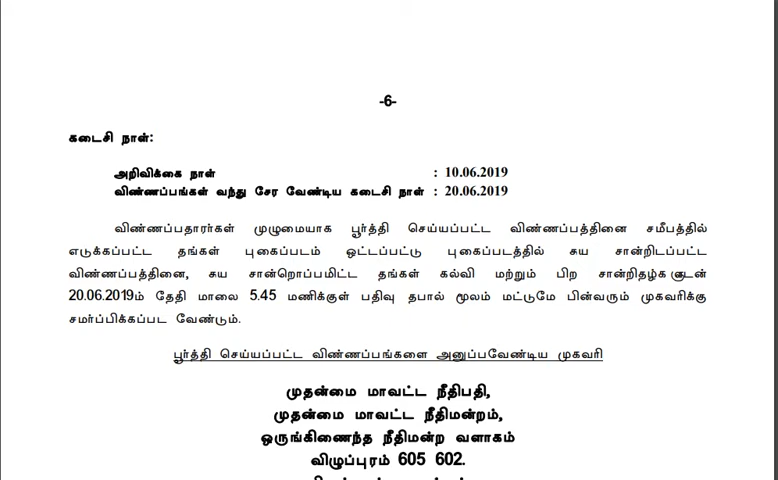 -6-
கடைசி நாள்:
அறிவிக்கை நாள் : 10.06.2019
விண்ணப்பங்கள் வந்து சேர வேண்டிய கடைசி நாள் : 20.06.2019
விண்ணப்பதாரர்கள் முழுமையாக பூர்த்தி செய்யப்பட்ட விண்ணப்பத்தினை சமீபத்தில்
எடுக்கப்பட்ட தங்கள் புகைப்படம் ஒட்டப்பட்டு புகைப்படத்தில் சுய சான்றிடப்பட்ட
விண்ணப்பத்தினை, சுய சான்றொப்பமிட்ட தங்கள் கல்வி மற்றும் பிற சான்றிதழ்களுடன்
20.06.2019ம் தேதி மாலை 5.45 மணிக்குள் பதிவு தபால் மூலம் மட்டுமே பின்வரும் முகவரிக்கு
சமர்ப்பிக்கப்பட வேண்டும்.
பூர்த்தி செய்யப்பட்ட விண்ணப்பங்களை அனுப்பவேண்டிய முகவரி
முதன்மை மாவட்ட நீதிபதி,
முதன்மை மாவட்ட நீதிமன்றம்,
ஒருங்கிணைந்த நீதிமன்ற வளாகம்
விழுப்புரம் 605 602.